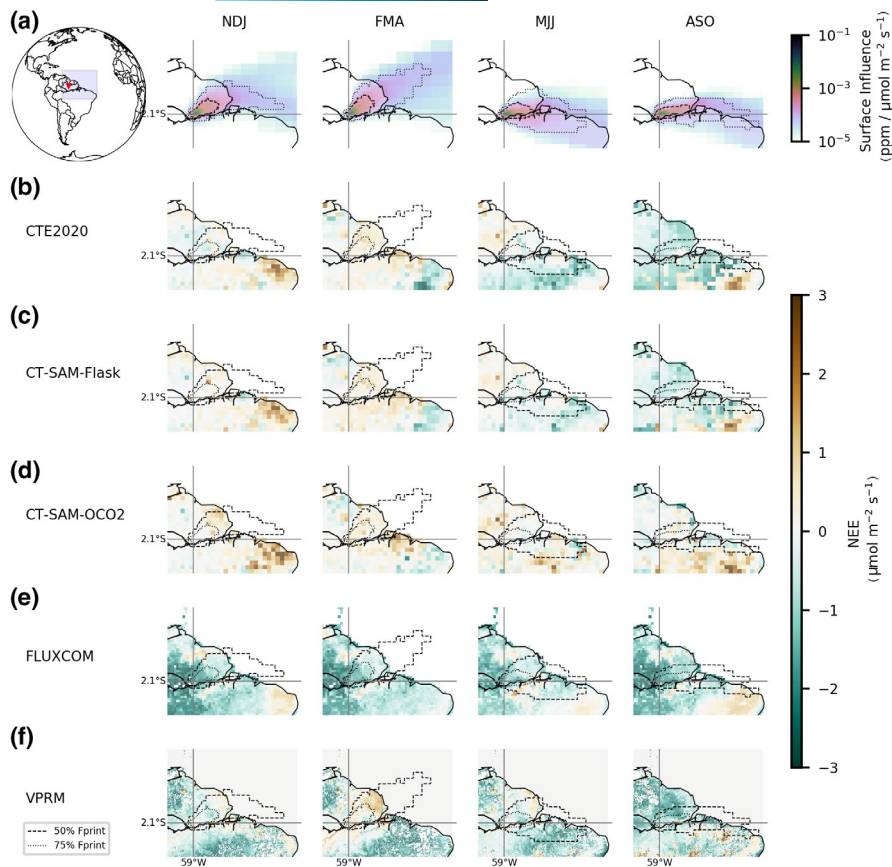 (a)
NDJ
FMA
MJJ
ASO
2.1°S
10⁻¹
10⁻³
10⁻⁵
Surface Influence
(ppm / μmol m⁻² s⁻¹)
(b)
CTE2020
2.1°S
(c)
CT-SAM-Flask
2.1°S
(d)
CT-SAM-OCO2
2.1°S
(e)
FLUXCOM
2.1°S
(f)
VPRM
2.1°S
50% Fprint
75% Fprint
59°W
59°W
59°W
59°W
3
2
1
0
−1
−2
−3
NEE
(μmol m⁻² s⁻¹)